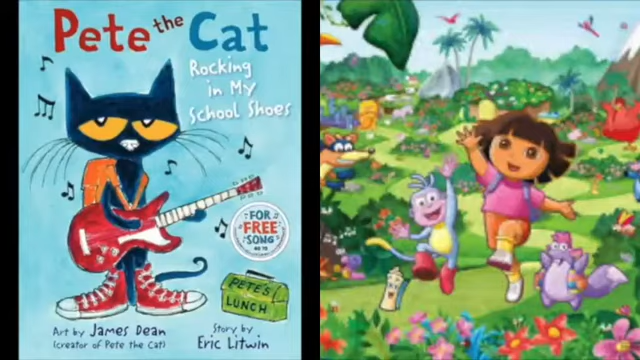 Pete the Cat
Rocking
in My
School Shoes
FOR
FREE
SONG
PETE'S
LUNCH
Art by James Dean
(creator of Pete the Cat)
Story by
Eric Litwin